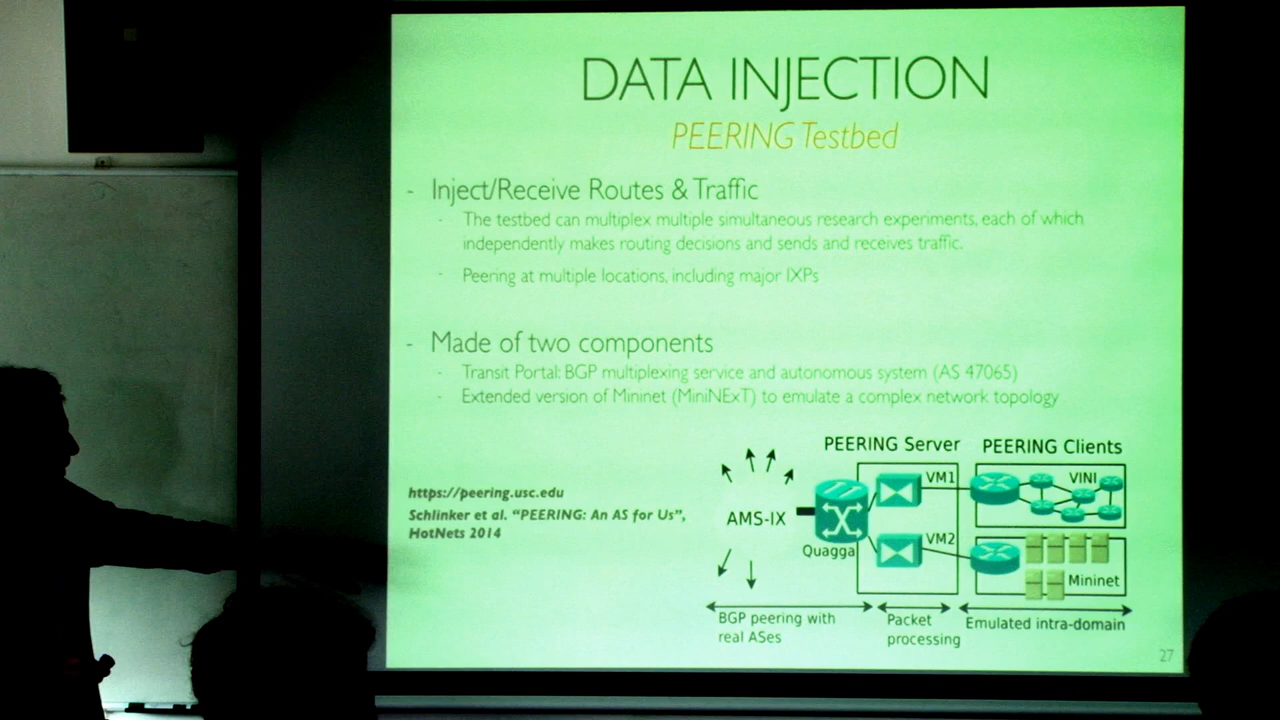 DATA INJECTION
PEERING Testbed
- Inject/Receive Routes & Traffic
- The testbed can multiplex multiple simultaneous research experiments, each of which
independently makes routing decisions and sends and receives traffic.
- Peering at multiple locations, including major IXPs
- Made of two components
- Transit Portal: BGP multiplexing service and autonomous system (AS 47065)
- Extended version of Mininet (MiniNExT) to emulate a complex network topology
https://peering.usc.edu
Schlinker et al. "PEERING: An AS for Us",
HotNets 2014
PEERING Server
PEERING Clients
AMS-IX
Quagga
VM1
VM2
VINI
Mininet
BGP peering with
real ASes
Packet
processing
Emulated intra-domain
27